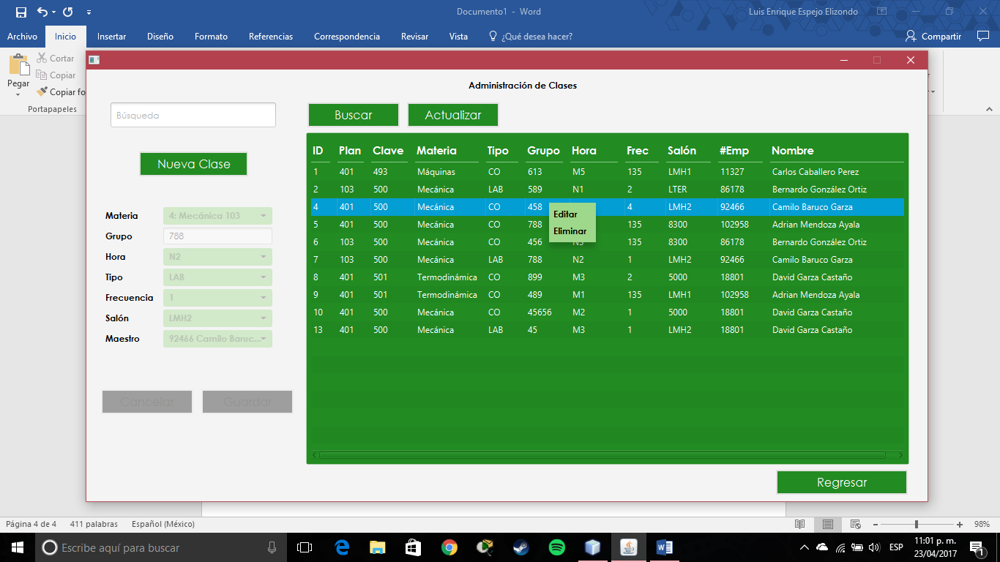 Documento1 - Word
Luis Enrique Espejo Elizondo
Archivo Inicio Insertar Diseño Formato Referencias Correspondencia Revisar Vista ¿Qué desea hacer? Compartir
Cortar
Copiar
Pegar
Copiar fo
Portapapeles
Administración de Clases
Búsqueda
Buscar Actualizar
Nueva Clase
Materia 4: Mecánica 103
Grupo 788
Hora N2
Tipo LAB
Frecuencia 1
Salón LMH2
Maestro 92466 Camilo Baruc...
Cancelar Guardar
ID Plan Clave Materia Tipo Grupo Hora Frec Salón #Emp Nombre
1 401 493 Máquinas CO 613 M5 135 LMH1 11327 Carlos Caballero Perez
2 103 500 Mecánica LAB 589 N1 2 LTER 86178 Bernardo González Ortiz
4 401 500 Mecánica CO 458 4 LMH2 92466 Camilo Baruco Garza
5 401 500 Mecánica CO 788 135 8300 102958 Adrian Mendoza Ayala
6 103 500 Mecánica CO 456 135 8300 86178 Bernardo González Ortiz
7 103 500 Mecánica LAB 788 N2 1 LMH2 92466 Camilo Baruco Garza
8 401 501 Termodinámica CO 899 M3 2 5000 18801 David Garza Castaño
9 401 501 Termodinámica CO 489 M1 135 LMH1 102958 Adrian Mendoza Ayala
10 401 500 Mecánica CO 45656 M2 1 5000 18801 David Garza Castaño
13 401 500 Mecánica LAB 45 M3 1 LMH2 18801 David Garza Castaño
Editar
Eliminar
Regresar
Página 4 de 4 411 palabras Español (México) 98%
Escribe aquí para buscar
ESP
11:01 p. m.
23/04/2017
1